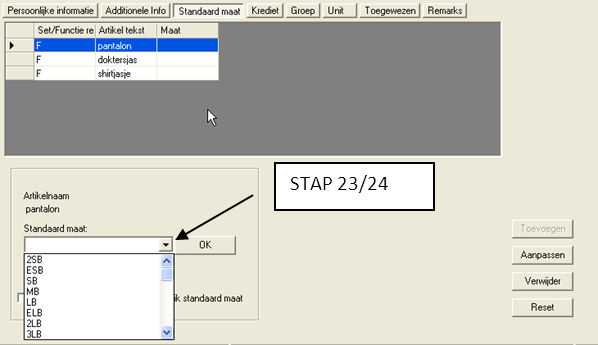 Persoonlijke informatie Additionele Info Standaard maat Krediet Groep Unit Toegewezen Remarks
Set/Functie re Artikel tekst Maat
F pantalon
F doktersjas
F shirtjasje
STAP 23/24
Artikelnaam
pantalon
Standaard maat:
OK
2SB
ESB
SB
MB
LB
ELB
2LB
3LB
ik standaard maat
Toevoegen
Aanpassen
Verwijder
Reset